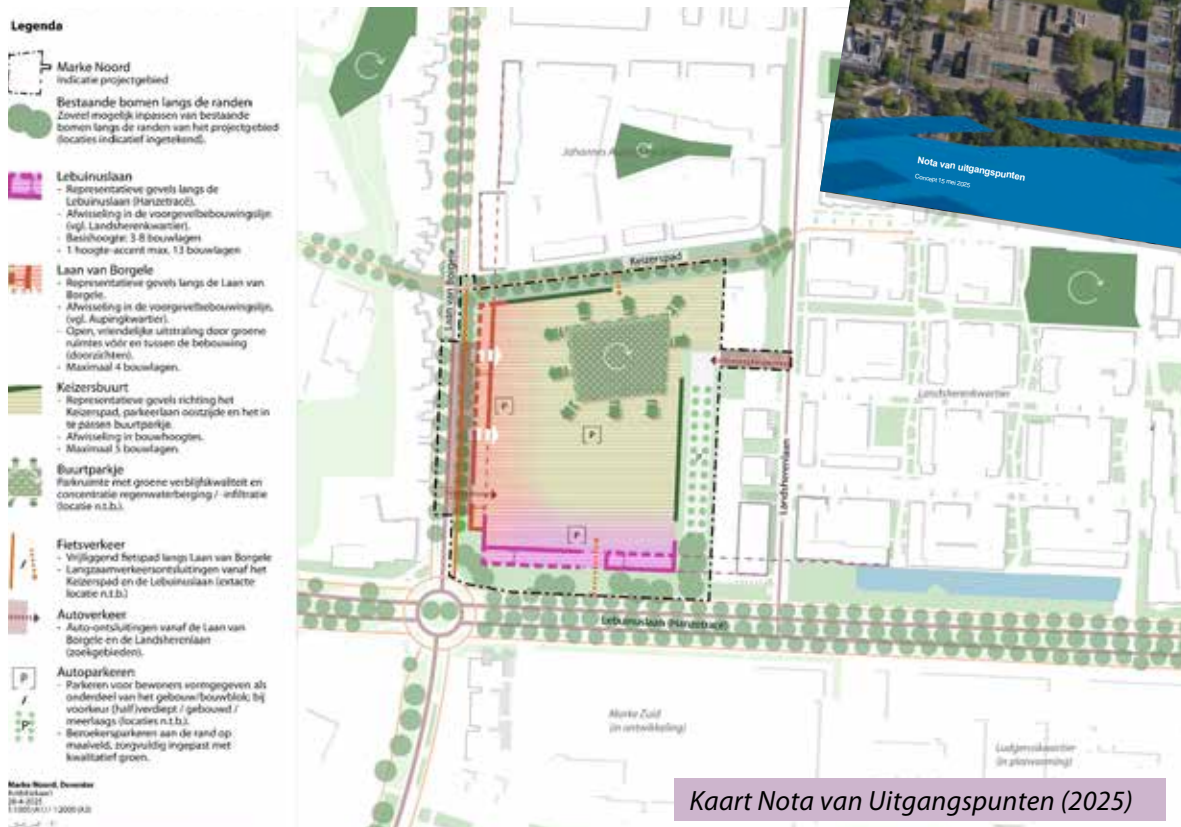 Legenda
Marke Noord
Indicatie projectgebied
Bestaande bomen langs de randen
Zoveel mogelijk inpassen van bestaande
bomen langs de randen van het projectgebied
(locaties indicatief ingetekend).
Lebuinuslaan
- Representatieve gevels langs de
Lebuinuslaan (Hanzetracé).
- Afwisseling in de voorgevelbebouwingslijn
(vgl. Landsherenkwartier).
- Basishoogte: 3-8 bouwlagen
- 1 hoogte-accent max. 13 bouwlagen
Laan van Borgele
- Representatieve gevels langs de Laan van
Borgele.
- Afwisseling in de voorgevelbebouwingslijn,
(vgl. Aupingkwartier).
- Open, vriendelijke uitstraling door groene
ruimtes vóór en tussen de bebouwing
(doorzichten).
- Maximaal 4 bouwlagen.
Keizersbuurt
- Representatieve gevels richting het
Keizerspad, parkeerlaan oostzijde en het in
te passen buurtparkje.
- Afwisseling in bouwhoogtes.
- Maximaal 5 bouwlagen.
Buurtparkje
Parkruimte met groene verblijfskwaliteit en
concentratie regenwaterberging / -infiltratie
(locatie n.t.b.).
Fietsverkeer
- Vrijliggend fietspad langs Laan van Borgele
- Langzaamverkeersontsluitingen vanaf het
Keizerspad en de Lebuinuslaan (exacte
locatie n.t.b.)
Autoverkeer
- Auto-ontsluitingen vanaf de Laan van
Borgele en de Landsherenlaan
(zoekgebieden).
Autoparkeren
- Parkeren voor bewoners vormgegeven als
onderdeel van het gebouw/bouwblok; bij
voorkeur (half)verdiept / gebouwd /
meerlaags (locaties n.t.b.).
- Bezoekersparkeren aan de rand op
maaiveld, zorgvuldig ingepast met
kwalitatief groen.
P
P
Marke Noord, Deventer
28-4-2025
Johannes
Keizerspad
Laan van Borgele
P
P
P
Landsherenlaan
Landsherenkwartier
Lebuinuslaan (Hanzetracé)
Marke Zuid
(in ontwikkeling)
Ludgeruskwartier
(in planvorming)
Nota van uitgangspunten
Concept 15 mei 2025
Kaart Nota van Uitgangspunten (2025)